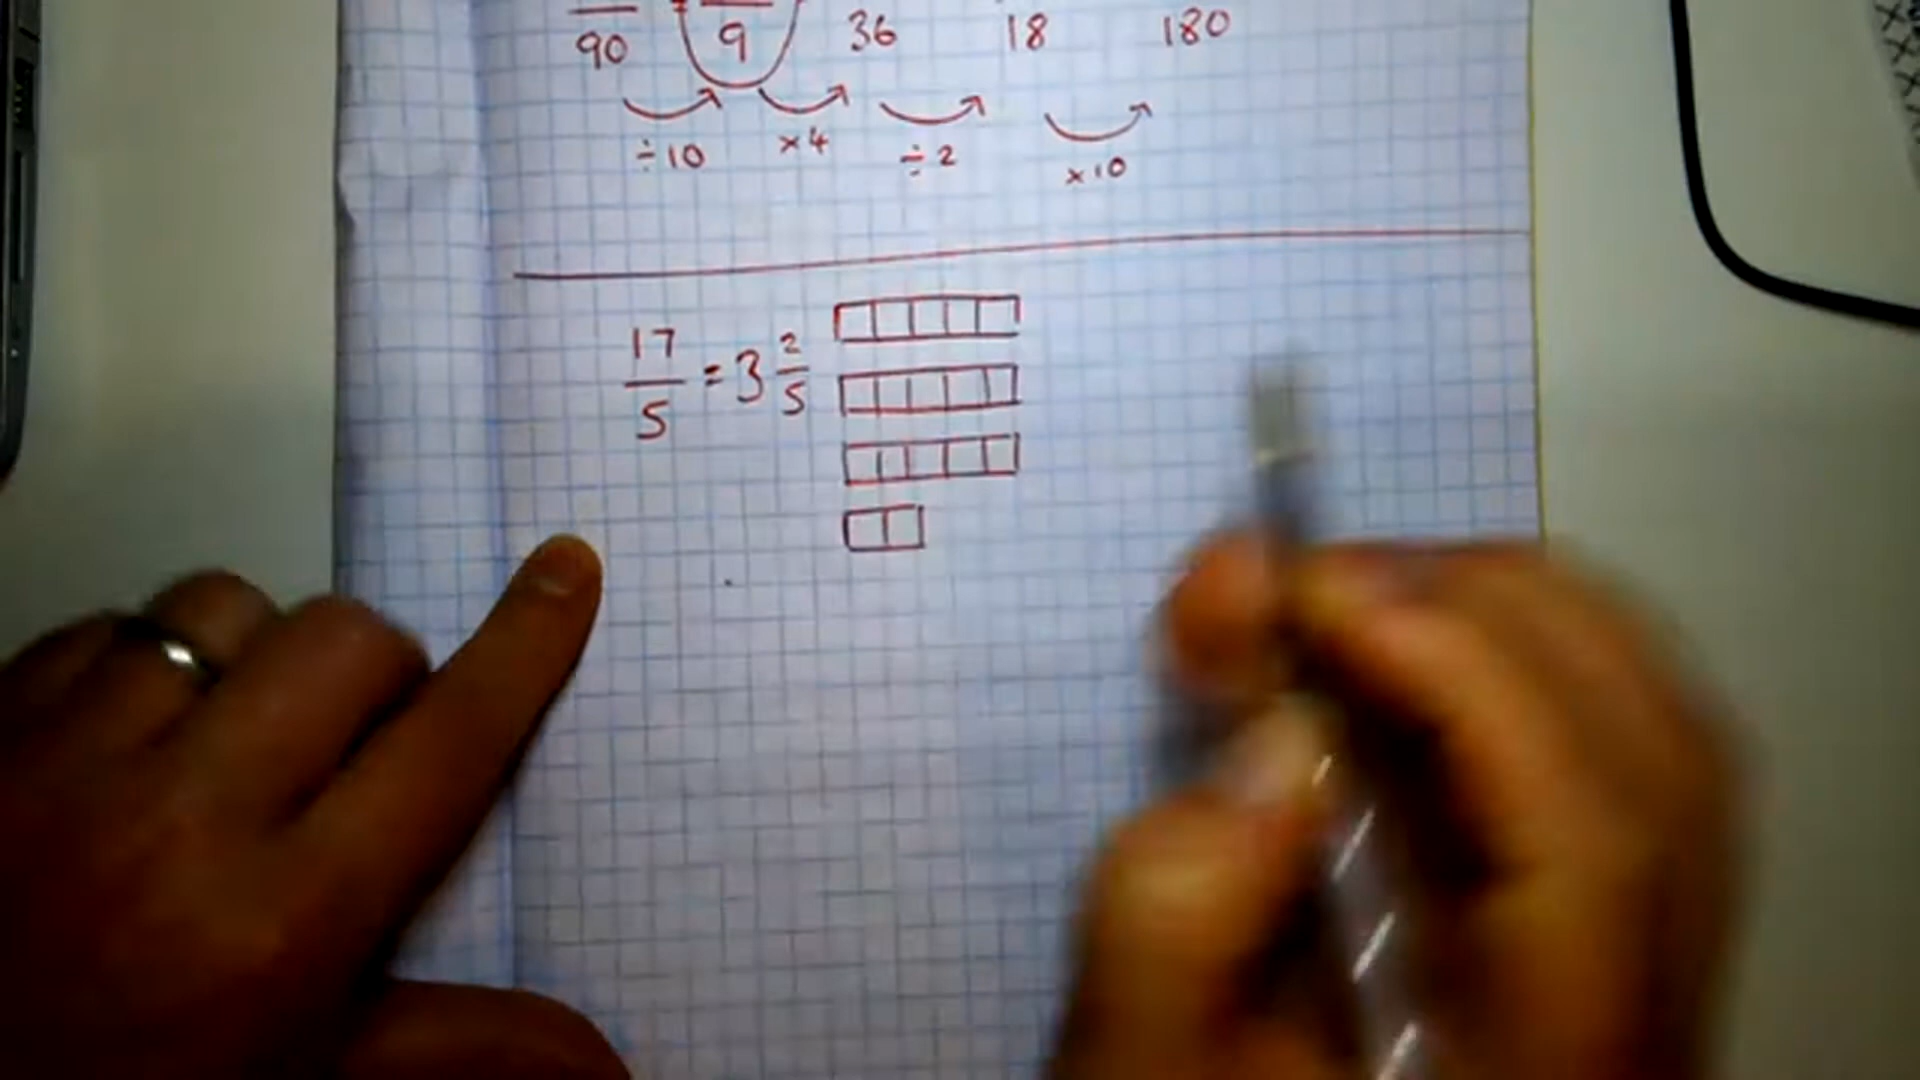 90 = 9 36 18 180
÷10 ×4 ÷2 ×10
17/5 = 3 2/5